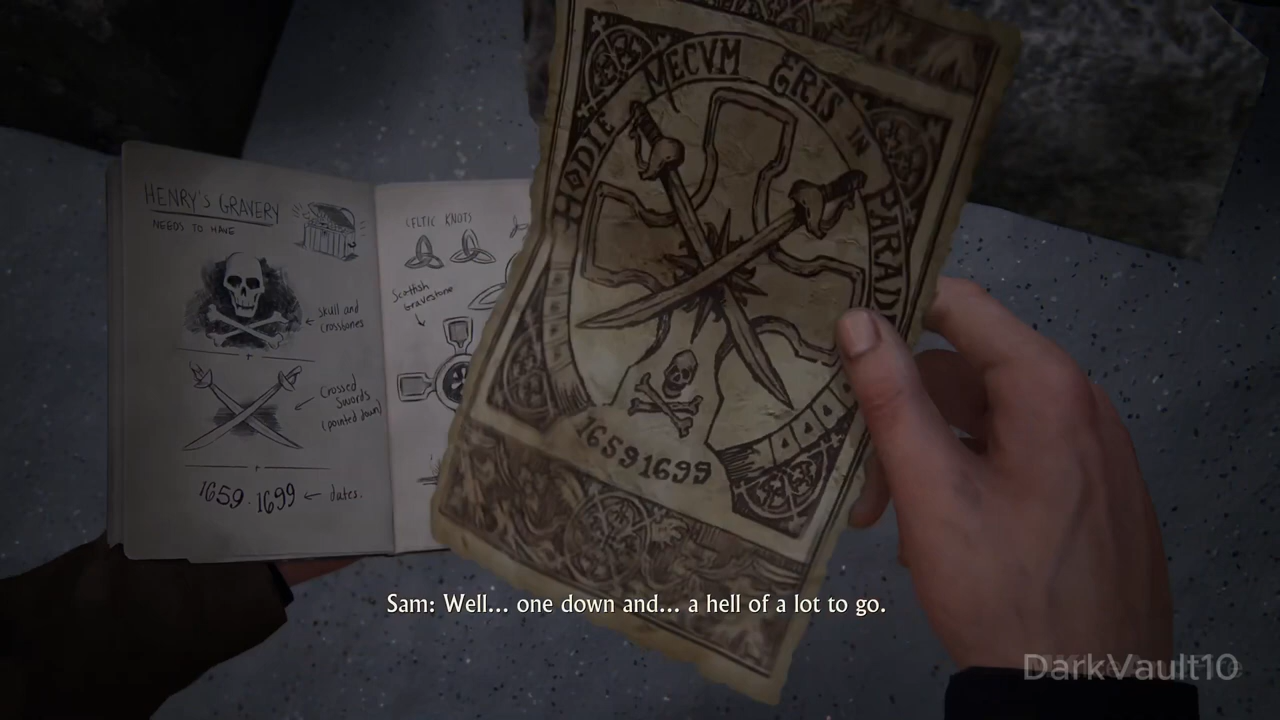 HENRY'S GRAVERY
NEEDS TO HAVE
skull and
crossbones
Crossed
Swords
(pointed down)
1659 · 1699 ← dates.
CELTIC KNOTS
Scottish
Gravestone
HODIE MECVM ERIS IN PARADI
16591699
Sam: Well... one down and... a hell of a lot to go.
DarkVault10